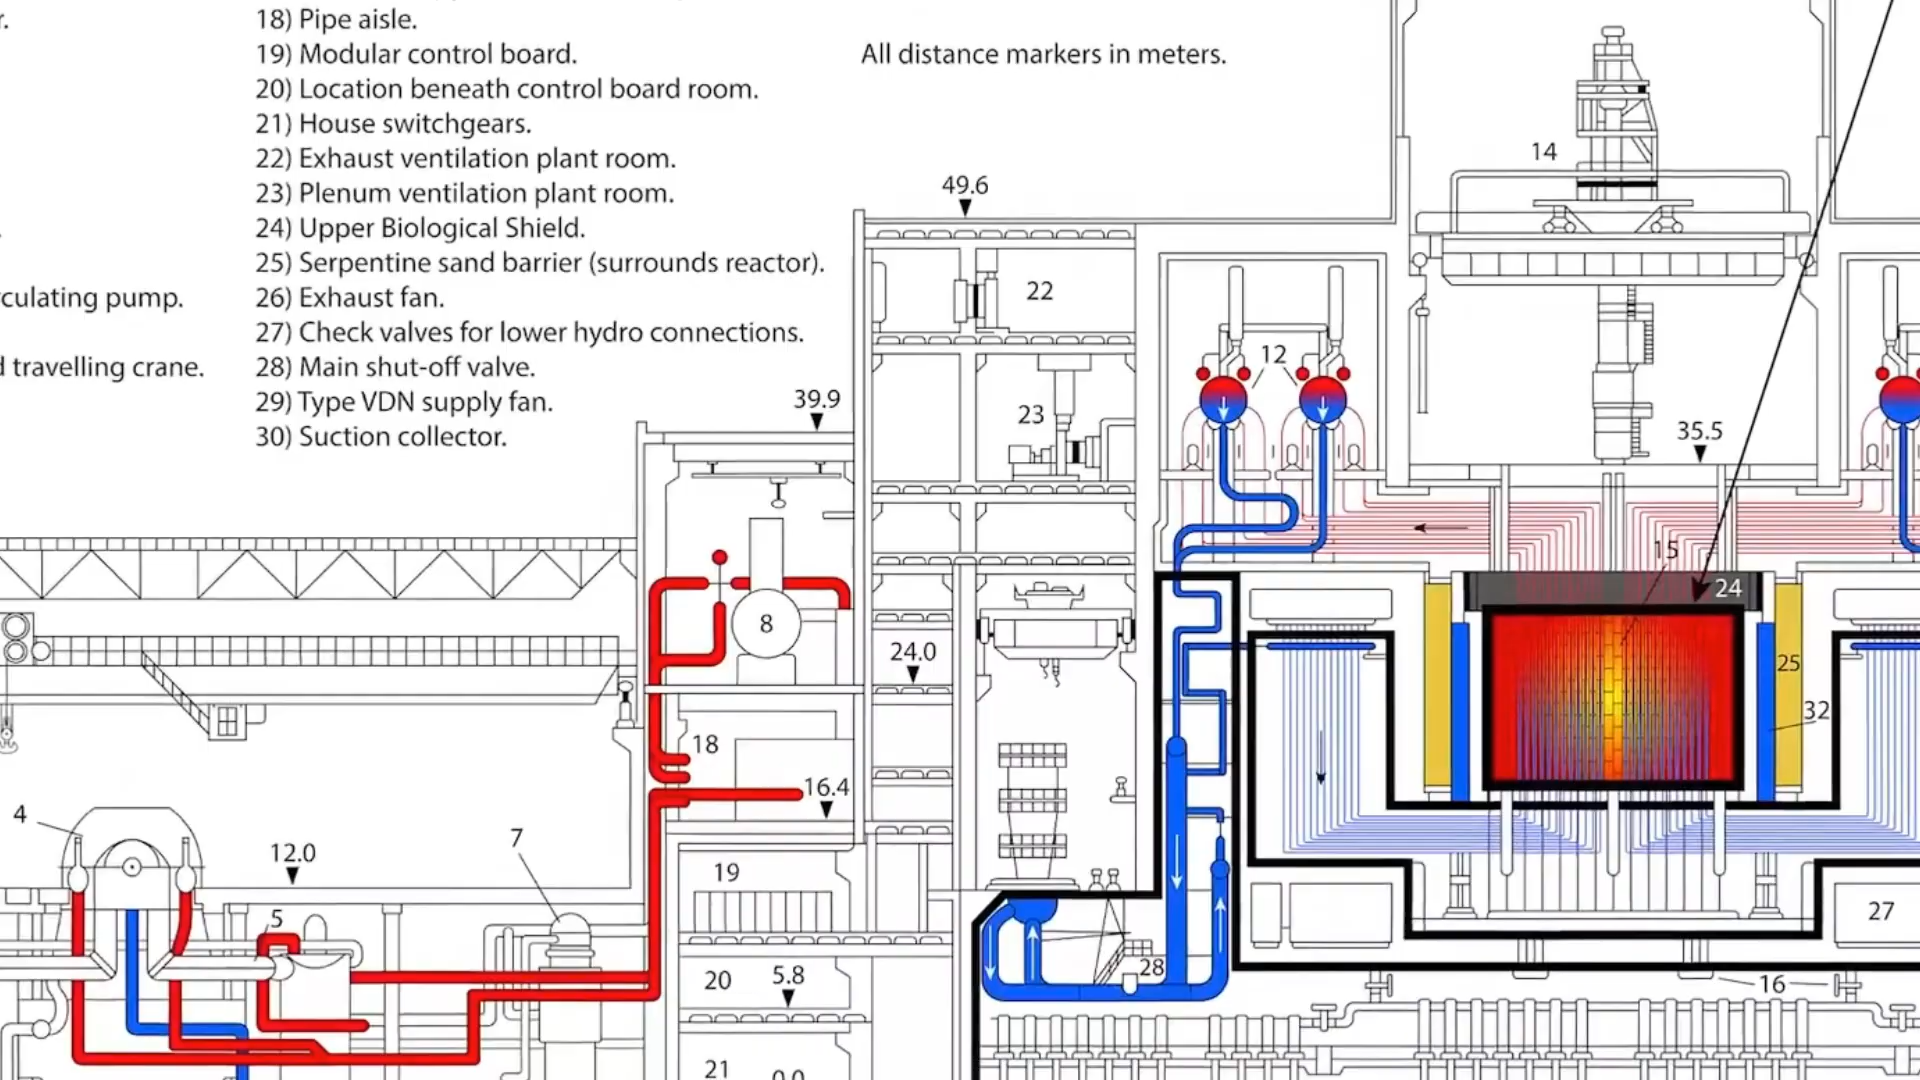 r.
18) Pipe aisle.
19) Modular control board.
All distance markers in meters.
20) Location beneath control board room.
21) House switchgears.
22) Exhaust ventilation plant room.
23) Plenum ventilation plant room.
.
24) Upper Biological Shield.
25) Serpentine sand barrier (surrounds reactor).
culating pump.
26) Exhaust fan.
27) Check valves for lower hydro connections.
d travelling crane.
28) Main shut-off valve.
29) Type VDN supply fan.
30) Suction collector.
14
49.6
22
12
39.9
23
35.5
15
24
8
24.0
25
32
18
16.4
4
7
12.0
19
5
27
28
20
5.8
16
21
0.0